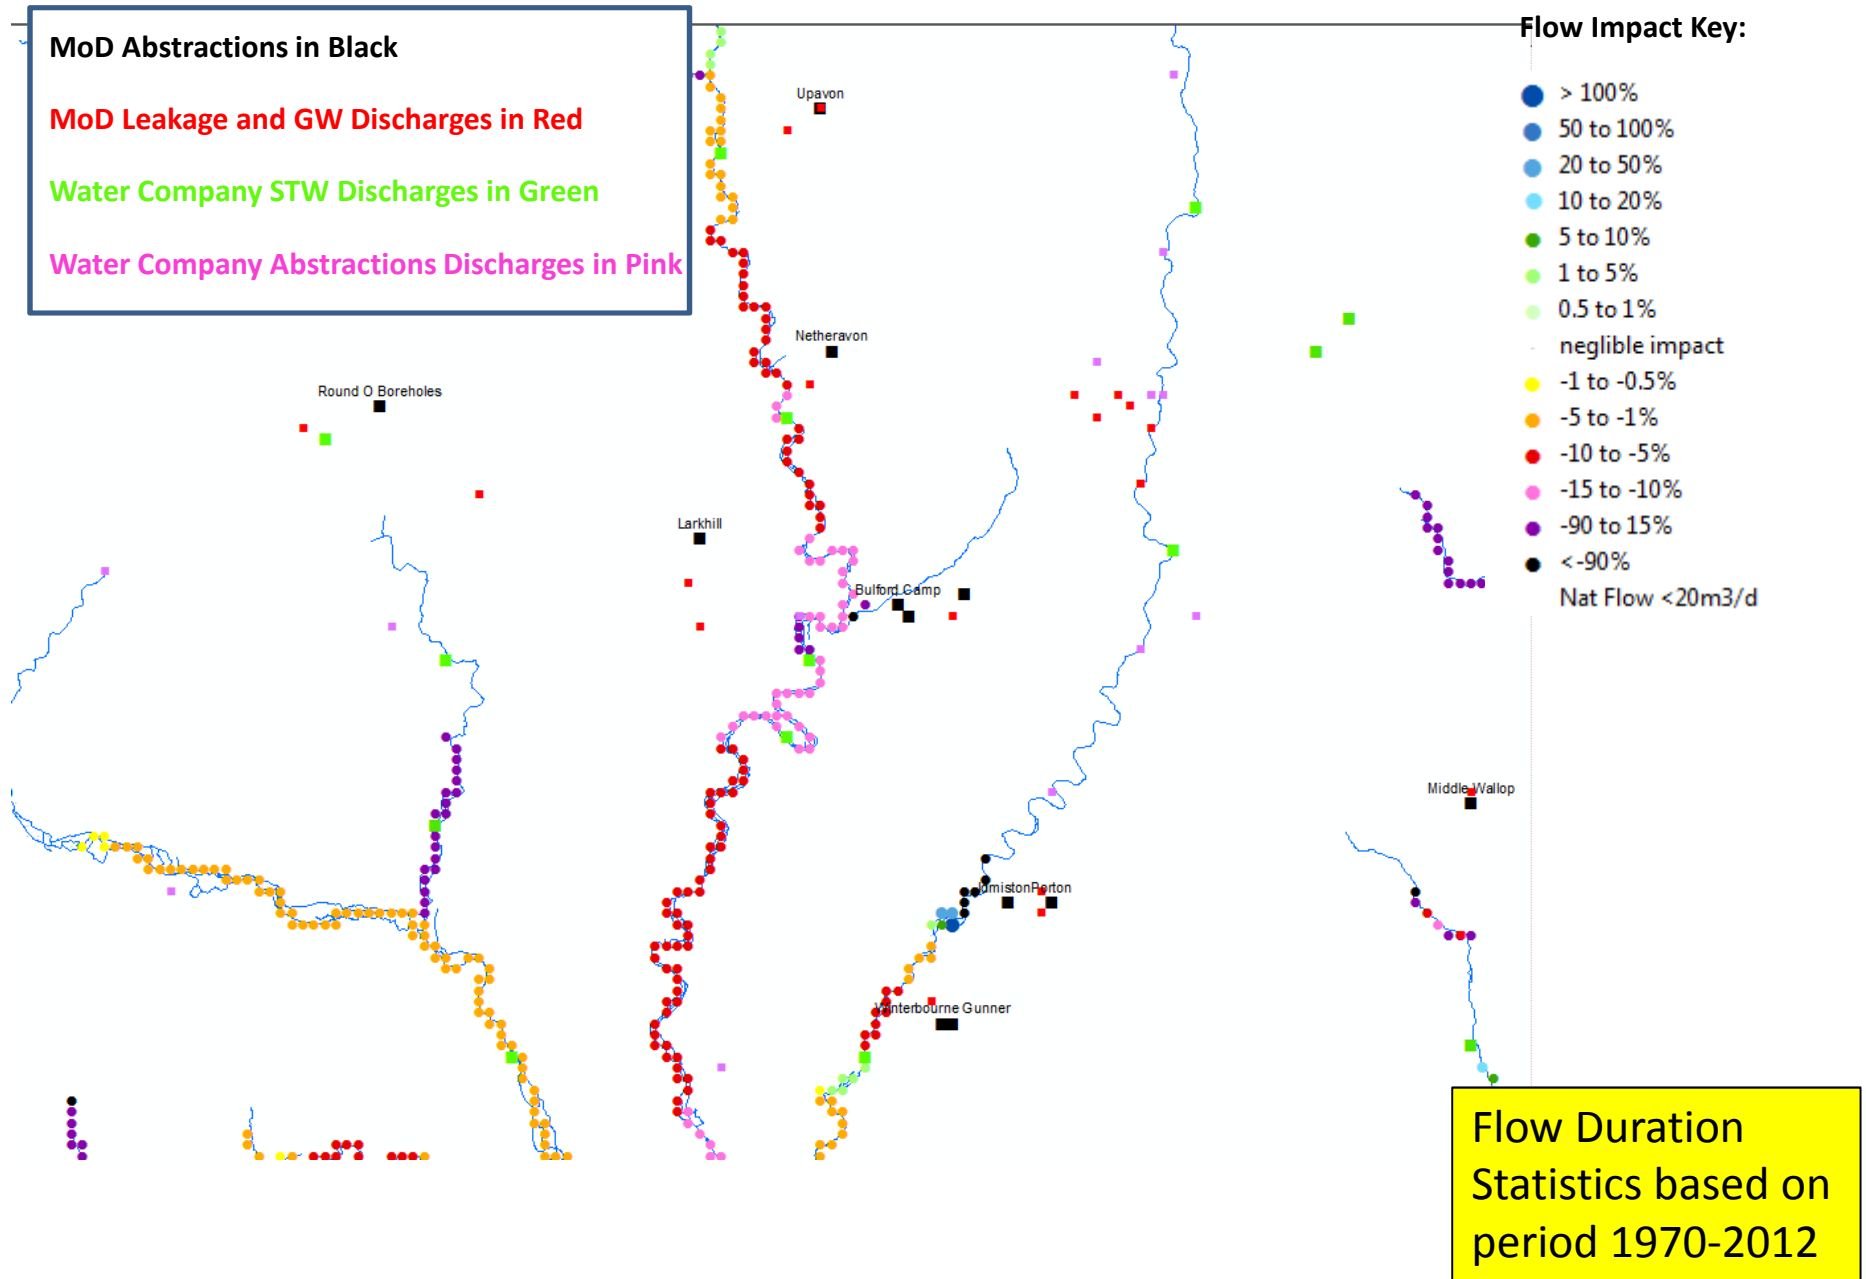 MoD Abstractions in Black
MoD Leakage and GW Discharges in Red
Water Company STW Discharges in Green
Water Company Abstractions Discharges in Pink
Flow Impact Key:
> 100%
50 to 100%
20 to 50%
10 to 20%
5 to 10%
1 to 5%
0.5 to 1%
neglible impact
-1 to -0.5%
-5 to -1%
-10 to -5%
-15 to -10%
-90 to 15%
<-90%
Nat Flow <20m3/d
Upavon
Netheravon
Round O Boreholes
Larkhill
Bulford Camp
Middle Wallop
Porton
Winterbourne Gunner
Flow Duration
Statistics based on
period 1970-2012